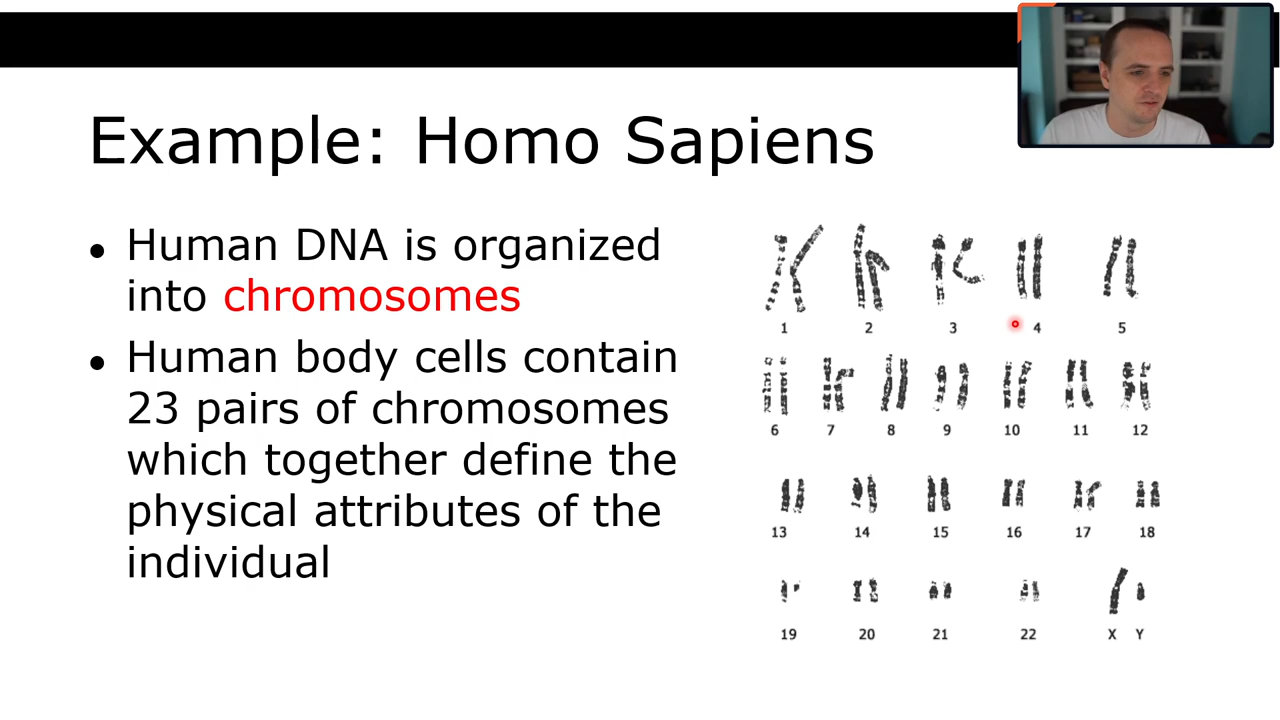 Example: Homo Sapiens
● Human DNA is organized
into chromosomes
● Human body cells contain
23 pairs of chromosomes
which together define the
physical attributes of the
individual
1 2 3 4 5
6 7 8 9 10 11 12
13 14 15 16 17 18
19 20 21 22 X Y